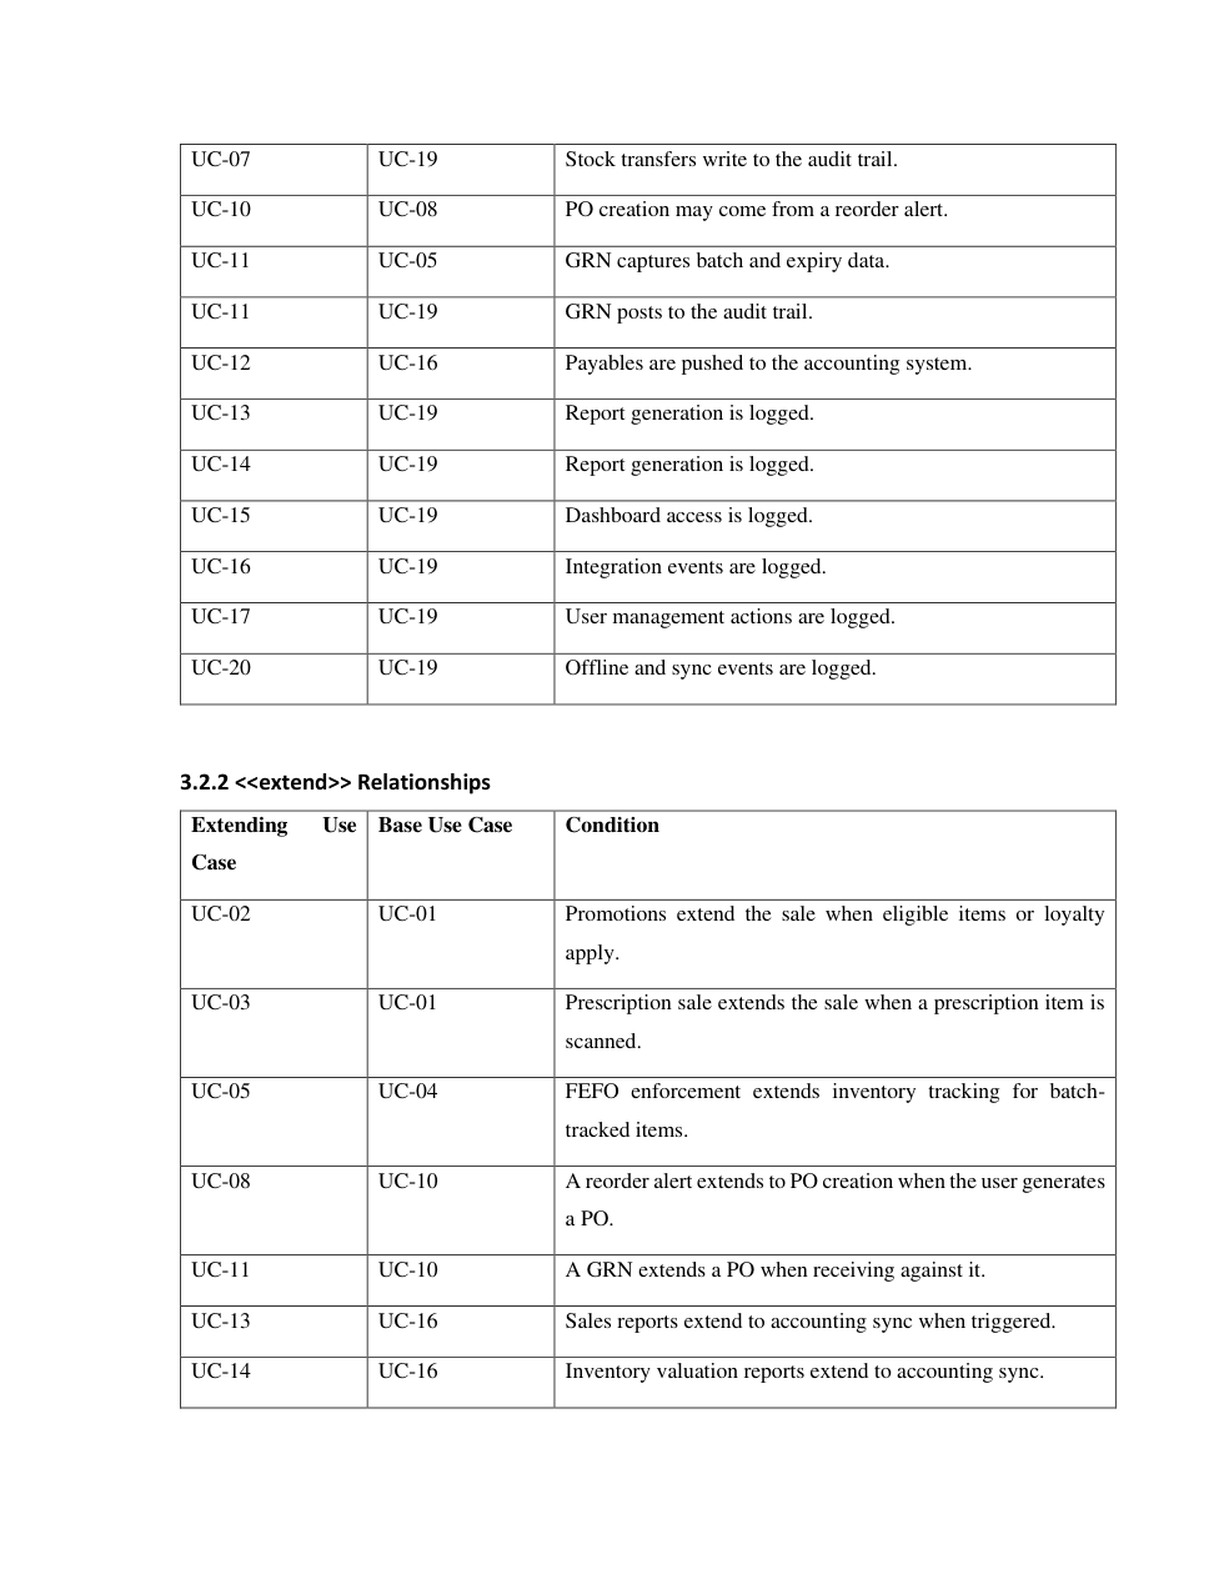 UC-07 UC-19 Stock transfers write to the audit trail.
UC-10 UC-08 PO creation may come from a reorder alert.
UC-11 UC-05 GRN captures batch and expiry data.
UC-11 UC-19 GRN posts to the audit trail.
UC-12 UC-16 Payables are pushed to the accounting system.
UC-13 UC-19 Report generation is logged.
UC-14 UC-19 Report generation is logged.
UC-15 UC-19 Dashboard access is logged.
UC-16 UC-19 Integration events are logged.
UC-17 UC-19 User management actions are logged.
UC-20 UC-19 Offline and sync events are logged.
3.2.2 <<extend>> Relationships
Extending Use Base Use Case Condition
Case
UC-02 UC-01 Promotions extend the sale when eligible items or loyalty
apply.
UC-03 UC-01 Prescription sale extends the sale when a prescription item is
scanned.
UC-05 UC-04 FEFO enforcement extends inventory tracking for batch-
tracked items.
UC-08 UC-10 A reorder alert extends to PO creation when the user generates
a PO.
UC-11 UC-10 A GRN extends a PO when receiving against it.
UC-13 UC-16 Sales reports extend to accounting sync when triggered.
UC-14 UC-16 Inventory valuation reports extend to accounting sync.